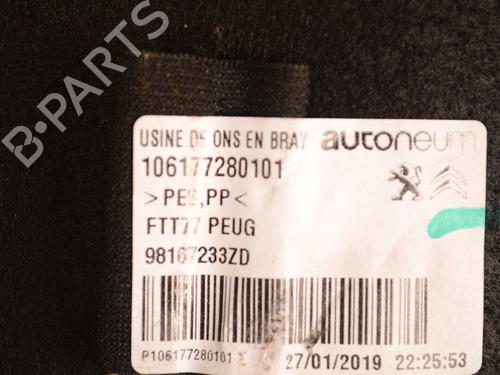 B-PARTS
USINE DE ONS EN BRAY autoneum
106177280101
>PES,PP<
FTT77 PEUG
98167233ZD
P106177280101 27/01/2019 22:25:53